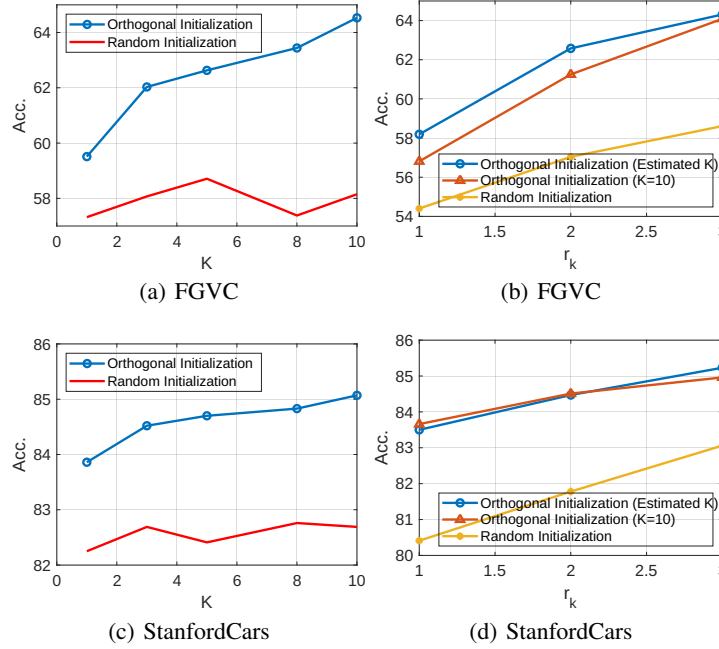 Orthogonal Initialization
Random Initialization
64
62
60
58
Acc.
0
2
4
6
8
10
K
(a) FGVC
64
62
60
58
56
54
Acc.
Orthogonal Initialization (Estimated K)
Orthogonal Initialization (K=10)
Random Initialization
1
1.5
2
2.5
r_k
(b) FGVC
Orthogonal Initialization
Random Initialization
86
85
84
83
82
Acc.
0
2
4
6
8
10
K
(c) StanfordCars
86
85
84
83
82
81
80
Acc.
Orthogonal Initialization (Estimated K)
Orthogonal Initialization (K=10)
Random Initialization
1
1.5
2
2.5
r_k
(d) StanfordCars